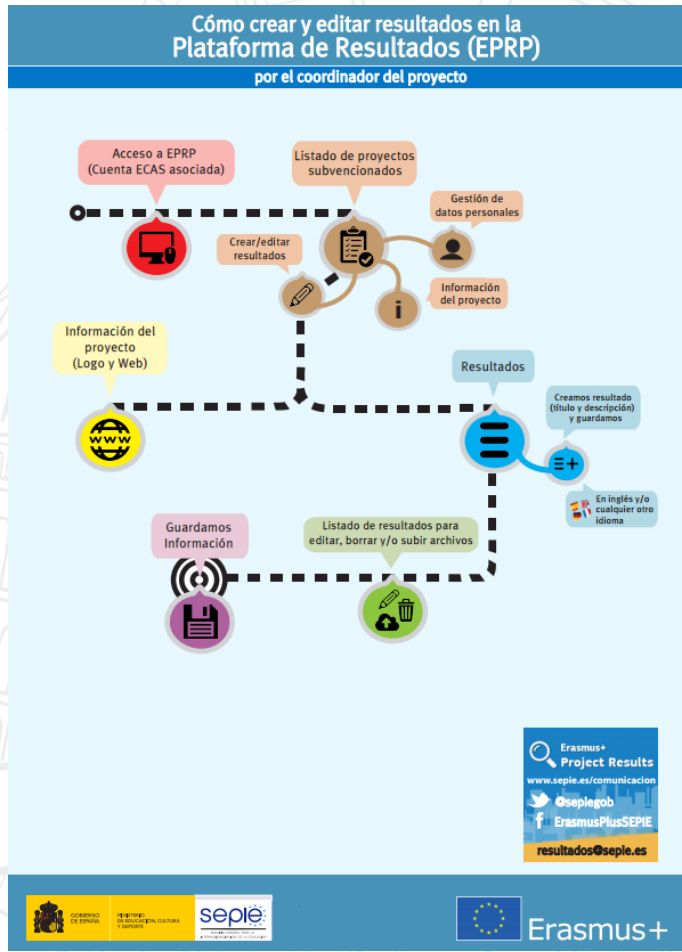 Cómo crear y editar resultados en la
Plataforma de Resultados (EPRP)
por el coordinador del proyecto
Acceso a EPRP
(Cuenta ECAS asociada)
Listado de proyectos
subvencionados
Gestión de
datos personales
Crear/editar
resultados
Información
del proyecto
i
Información del
proyecto
(Logo y Web)
www
Resultados
Creamos resultado
(título y descripción)
y guardamos
En inglés y/o
cualquier otro
idioma
Guardamos
Información
Listado de resultados para
editar, borrar y/o subir archivos
Erasmus+
Project Results
www.sepie.es/comunicacion
@sepiegob
ErasmusPlusSEPIE
resultados@sepie.es
GOBIERNO
DE ESPAÑA
MINISTERIO
DE EDUCACIÓN, CULTURA
Y DEPORTE
sepie
Erasmus+